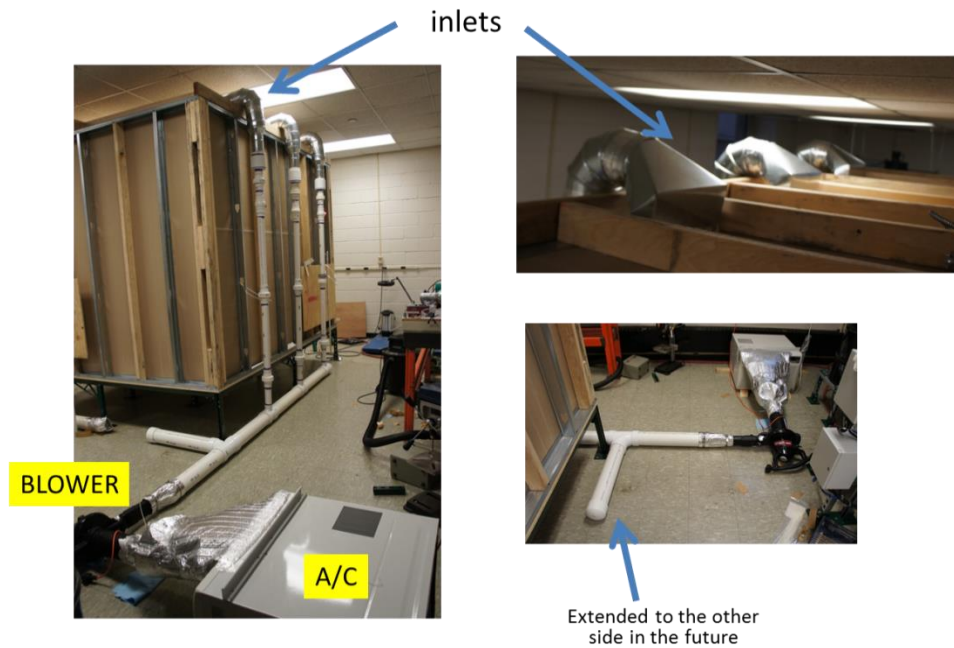 inlets
BLOWER
A/C
Extended to the other
side in the future